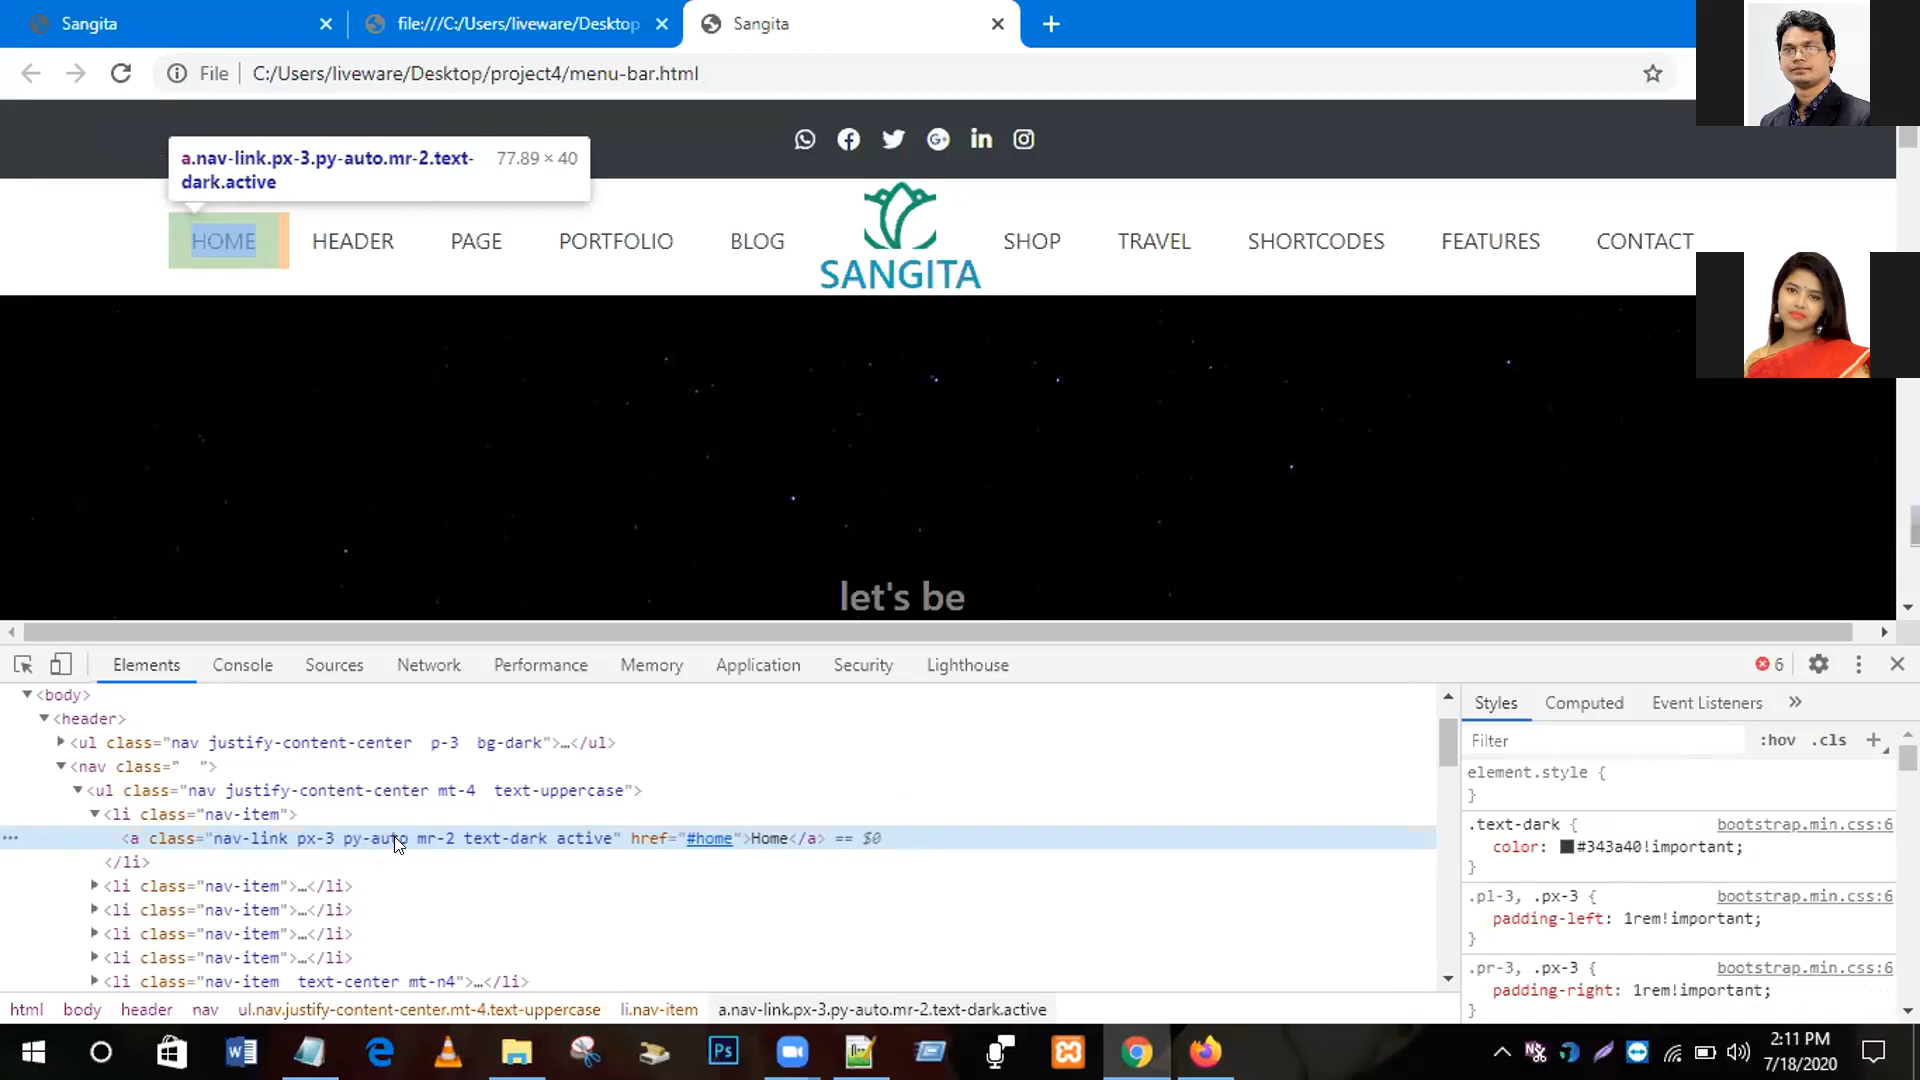 Sangita
file:///C:/Users/liveware/Desktop
Sangita
File
C:/Users/liveware/Desktop/project4/menu-bar.html
a.nav-link.px-3.py-auto.mr-2.text-
dark.active
77.89 × 40
HOME
HEADER
PAGE
PORTFOLIO
BLOG
SANGITA
SHOP
TRAVEL
SHORTCODES
FEATURES
CONTACT
let's be
Elements
Console
Sources
Network
Performance
Memory
Application
Security
Lighthouse
6
<body>
<header>
<ul class="nav justify-content-center  p-3  bg-dark">…</ul>
<nav class="  ">
<ul class="nav justify-content-center mt-4  text-uppercase">
<li class="nav-item">
<a class="nav-link px-3 py-auto mr-2 text-dark active" href="#home">Home</a> == $0
</li>
<li class="nav-item">…</li>
<li class="nav-item">…</li>
<li class="nav-item">…</li>
<li class="nav-item">…</li>
<li class="nav-item  text-center mt-n4">…</li>
html
body
header
nav
ul.nav.justify-content-center.mt-4.text-uppercase
li.nav-item
a.nav-link.px-3.py-auto.mr-2.text-dark.active
Styles
Computed
Event Listeners
Filter
:hov
.cls
element.style {
}
.text-dark {
bootstrap.min.css:6
color: #343a40!important;
}
.pl-3, .px-3 {
bootstrap.min.css:6
padding-left: 1rem!important;
}
.pr-3, .px-3 {
bootstrap.min.css:6
padding-right: 1rem!important;
}
Ps
2:11 PM
7/18/2020